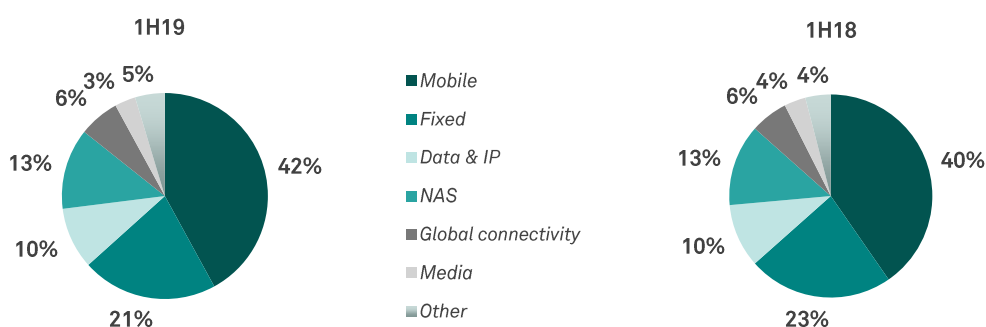 1H19
42%
21%
10%
13%
6%
3%
5%
Mobile
Fixed
Data & IP
NAS
Global connectivity
Media
Other
1H18
40%
23%
10%
13%
6%
4%
4%